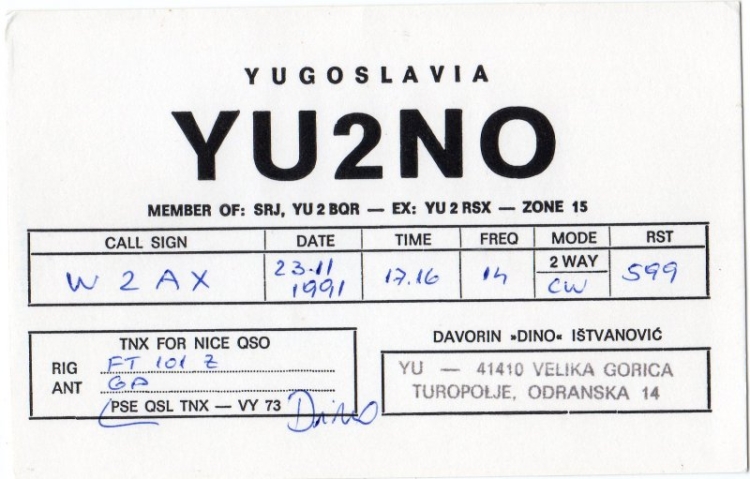 YUGOSLAVIA
YU2NO
MEMBER OF: SRJ, YU 2 BQR — EX: YU 2 RSX — ZONE 15
CALL SIGN DATE TIME FREQ MODE RST
2 WAY
W 2 AX 23.11 1991 17.16 14 CW 599
TNX FOR NICE QSO
RIG FT 101 Z
ANT GP
PSE QSL TNX — VY 73 Dino
DAVORIN »DINO« IŠTVANOVIĆ
YU — 41410 VELIKA GORICA
TUROPOLJE, ODRANSKA 14